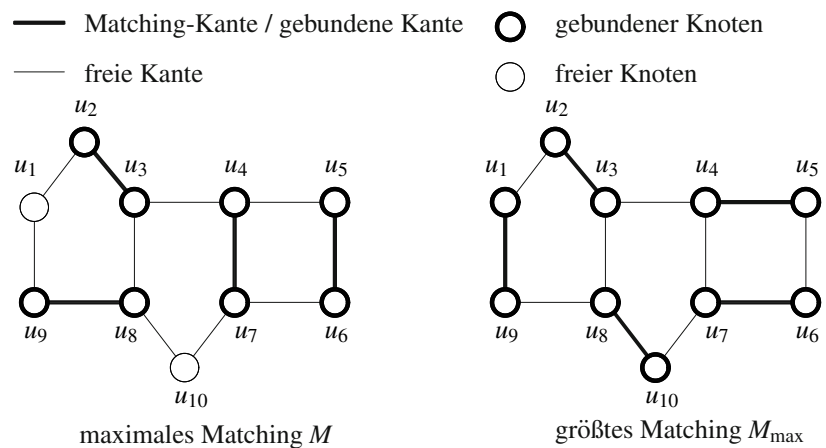 Matching-Kante / gebundene Kante gebundener Knoten
freie Kante freier Knoten
u2 u2
u1 u3 u4 u5 u1 u3 u4 u5
u9 u8 u7 u6 u9 u8 u7 u6
u10 u10
maximales Matching M größtes Matching Mmax